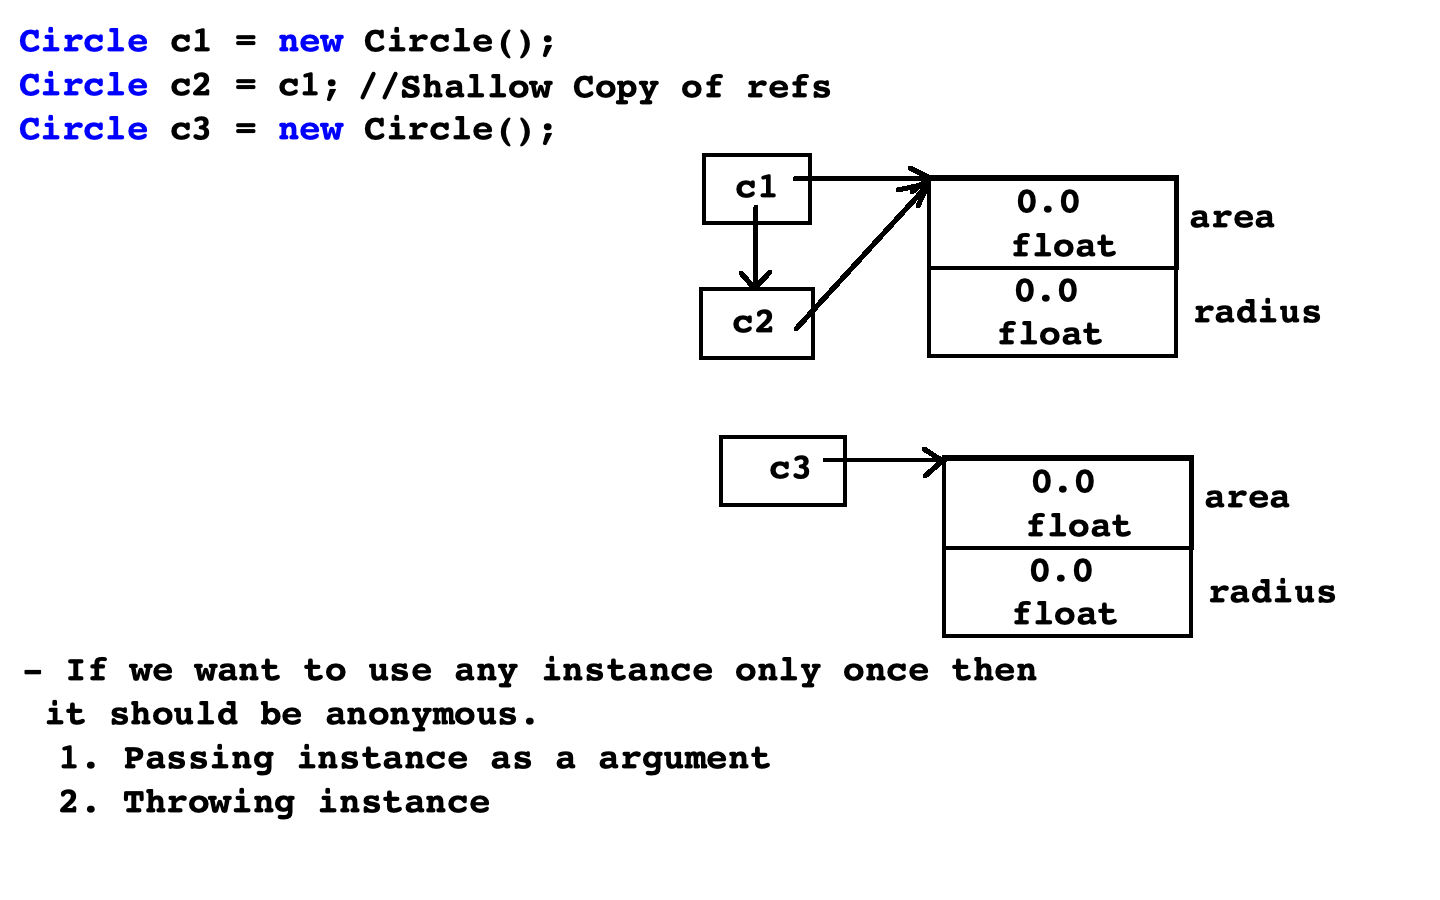 Circle c1 = new Circle();
Circle c2 = c1; //Shallow Copy of refs
Circle c3 = new Circle();
c1
0.0
float
area
c2
0.0
float
radius
c3
0.0
float
area
0.0
float
radius
- If we want to use any instance only once then
it should be anonymous.
1. Passing instance as a argument
2. Throwing instance